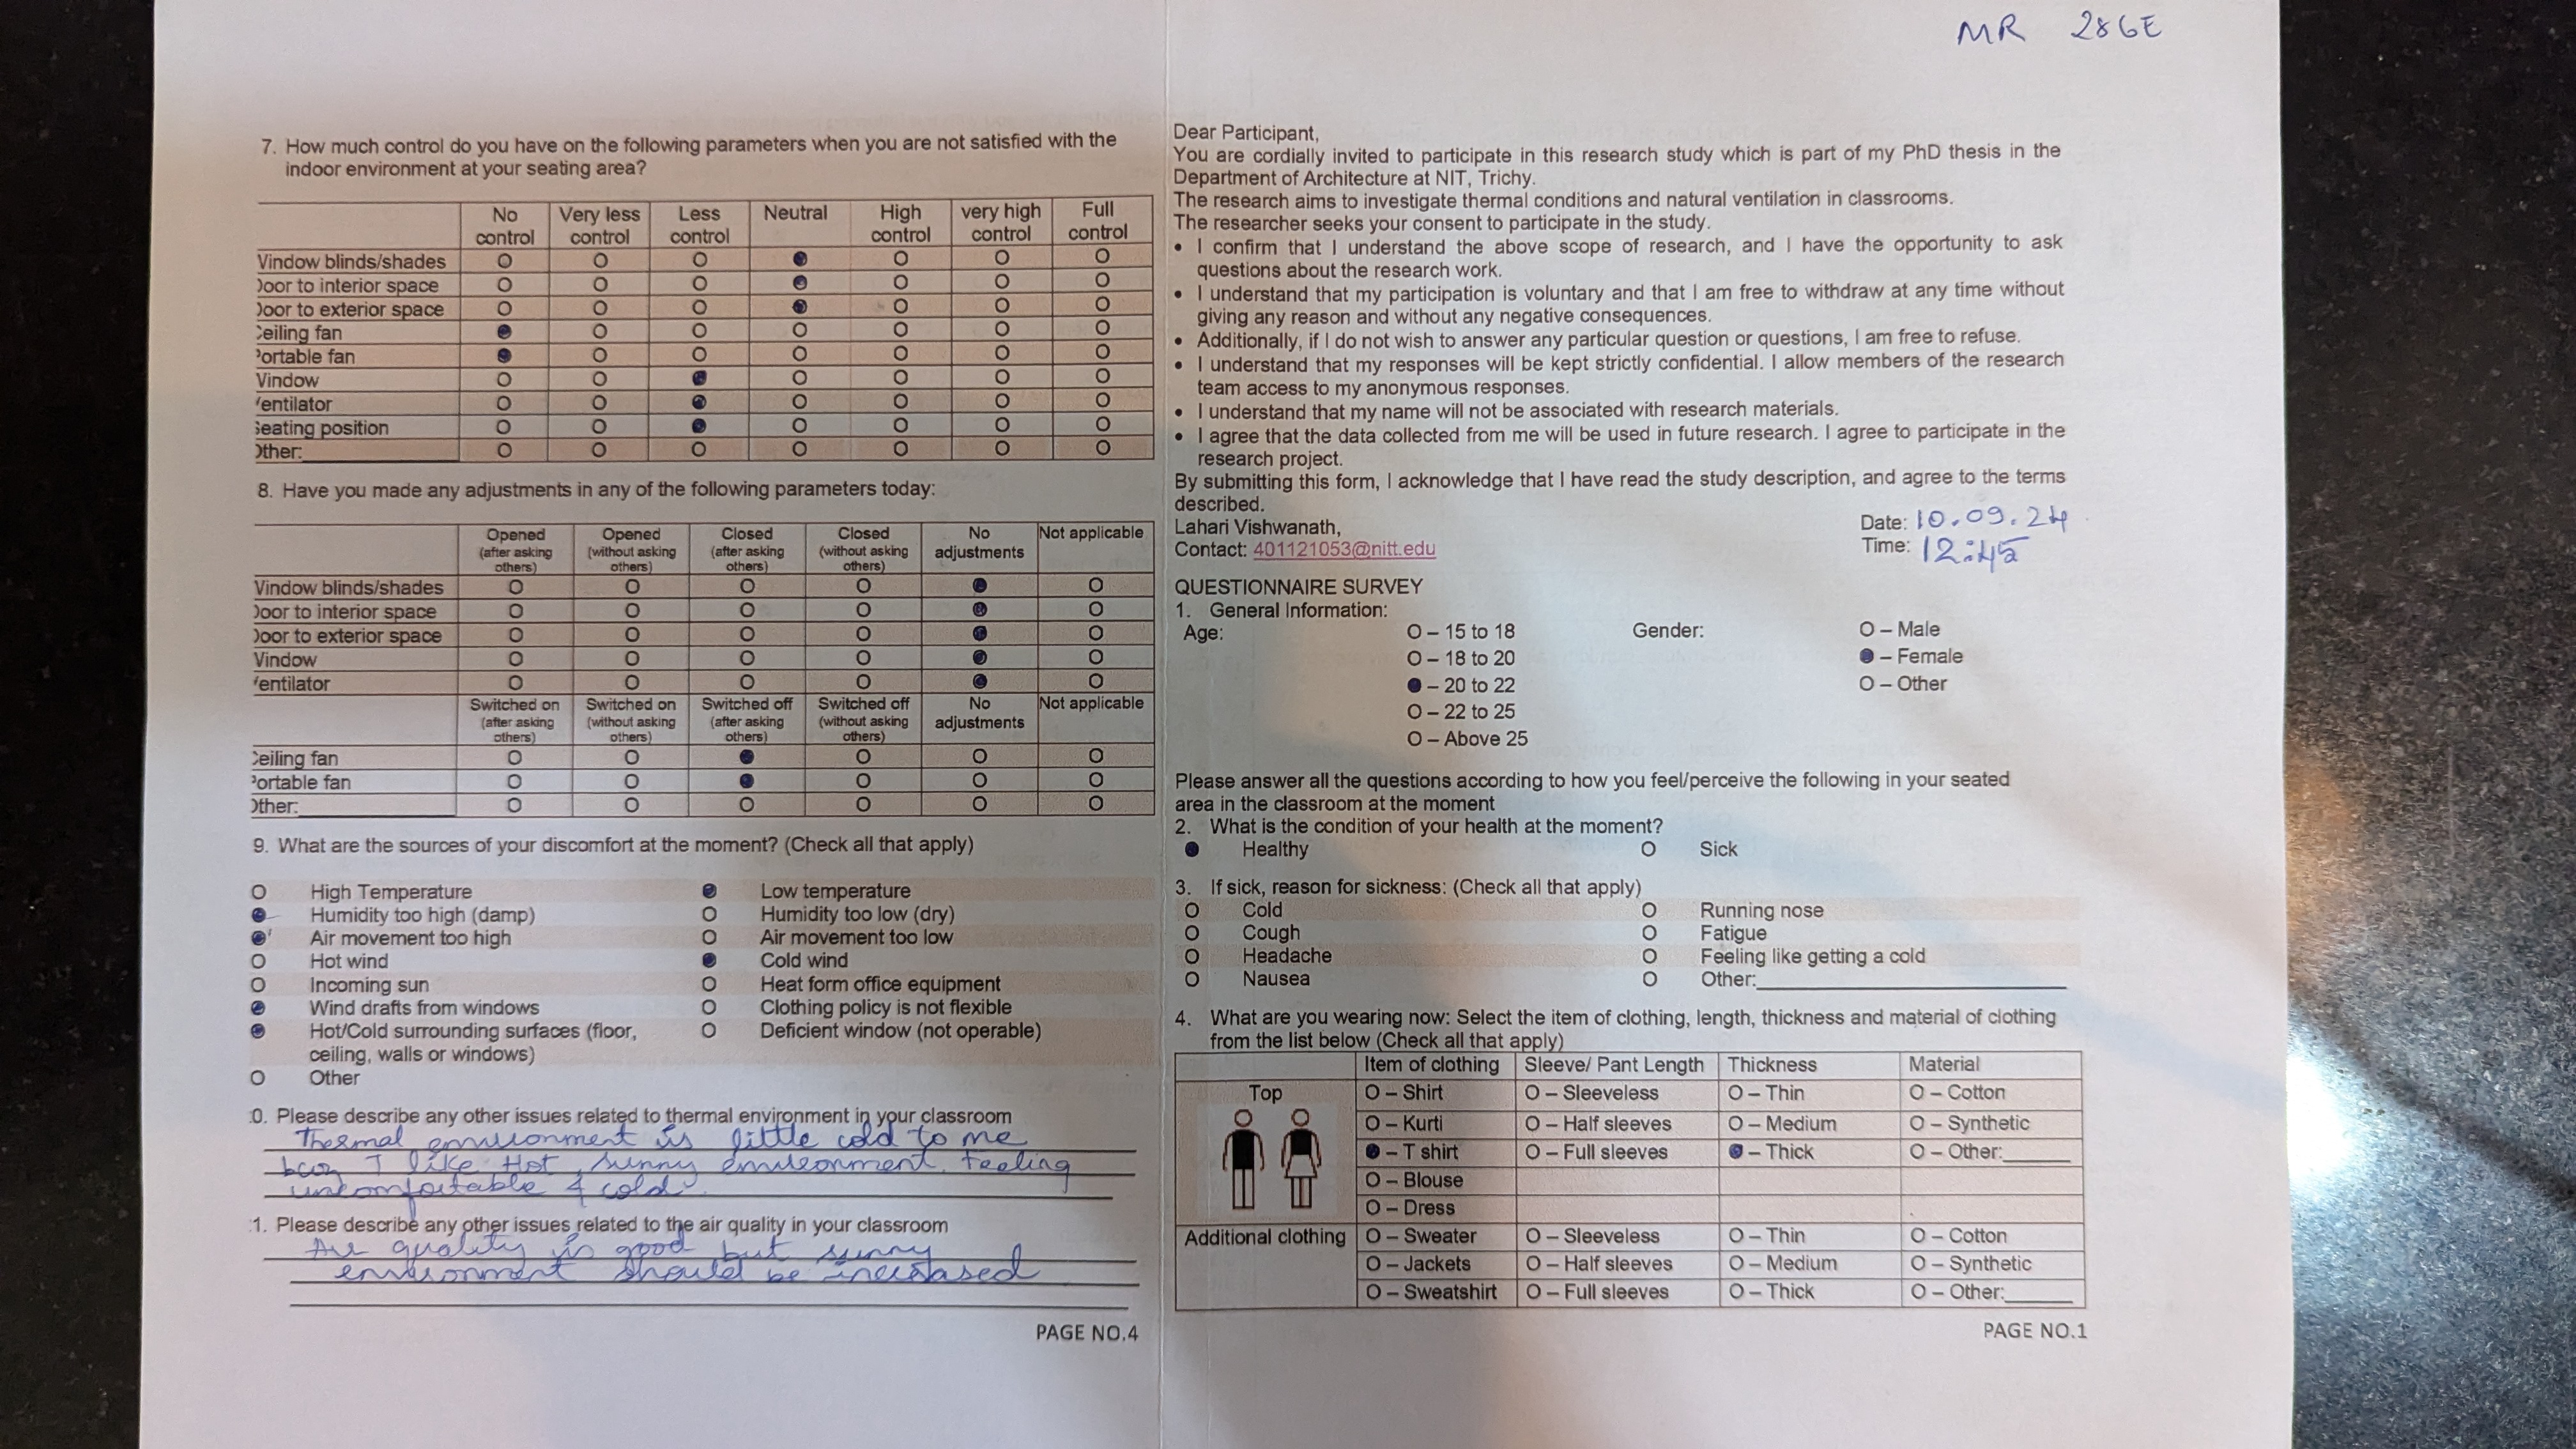 MR 286E
7. How much control do you have on the following parameters when you are not satisfied with the
indoor environment at your seating area?
No control Very less control Less control Neutral High control very high control Full control
Vindow blinds/shades O O O ● O O O
Door to interior space O O O ● O O O
Door to exterior space O O O ● O O O
Ceiling fan ● O O O O O O
Portable fan ● O O O O O O
Vindow O O ● O O O O
Ventilator O O ● O O O O
Seating position O O ● O O O O
Other: O O O O O O O
8. Have you made any adjustments in any of the following parameters today:
Opened (after asking others) Opened (without asking others) Closed (after asking others) Closed (without asking others) No adjustments Not applicable
Vindow blinds/shades O O O O ● O
Door to interior space O O O O ● O
Door to exterior space O O O O ● O
Vindow O O O O ● O
Ventilator O O O O ● O
Switched on (after asking others) Switched on (without asking others) Switched off (after asking others) Switched off (without asking others) No adjustments Not applicable
Ceiling fan O O ● O O O
Portable fan O O ● O O O
Other: O O O O O O
9. What are the sources of your discomfort at the moment? (Check all that apply)
O High Temperature ● Low temperature
● Humidity too high (damp) O Humidity too low (dry)
● Air movement too high O Air movement too low
O Hot wind ● Cold wind
O Incoming sun O Heat form office equipment
● Wind drafts from windows O Clothing policy is not flexible
● Hot/Cold surrounding surfaces (floor, O Deficient window (not operable)
ceiling, walls or windows)
O Other
0. Please describe any other issues related to thermal environment in your classroom
Thermal environment is little cold to me
bcoz I like Hot, sunny environment. Feeling
uncomfortable & cold.
1. Please describe any other issues related to the air quality in your classroom
Air quality is good but sunny
environment should be increased
PAGE NO.4
Dear Participant,
You are cordially invited to participate in this research study which is part of my PhD thesis in the
Department of Architecture at NIT, Trichy.
The research aims to investigate thermal conditions and natural ventilation in classrooms.
The researcher seeks your consent to participate in the study.
• I confirm that I understand the above scope of research, and I have the opportunity to ask
questions about the research work.
• I understand that my participation is voluntary and that I am free to withdraw at any time without
giving any reason and without any negative consequences.
• Additionally, if I do not wish to answer any particular question or questions, I am free to refuse.
• I understand that my responses will be kept strictly confidential. I allow members of the research
team access to my anonymous responses.
• I understand that my name will not be associated with research materials.
• I agree that the data collected from me will be used in future research. I agree to participate in the
research project.
By submitting this form, I acknowledge that I have read the study description, and agree to the terms
described.
Lahari Vishwanath,
Contact: 401121053@nitt.edu
Date: 10.09.24
Time: 12:45
QUESTIONNAIRE SURVEY
1. General Information:
Age: O – 15 to 18 Gender: O – Male
O – 18 to 20 ● – Female
● – 20 to 22 O – Other
O – 22 to 25
O – Above 25
Please answer all the questions according to how you feel/perceive the following in your seated
area in the classroom at the moment
2. What is the condition of your health at the moment?
● Healthy O Sick
3. If sick, reason for sickness: (Check all that apply)
O Cold O Running nose
O Cough O Fatigue
O Headache O Feeling like getting a cold
O Nausea O Other:
4. What are you wearing now: Select the item of clothing, length, thickness and material of clothing
from the list below (Check all that apply)
Item of clothing Sleeve/ Pant Length Thickness Material
Top O – Shirt O – Sleeveless O – Thin O – Cotton
O – Kurti O – Half sleeves O – Medium O – Synthetic
● – T shirt O – Full sleeves ● – Thick O – Other:
O – Blouse
O – Dress
Additional clothing O – Sweater O – Sleeveless O – Thin O – Cotton
O – Jackets O – Half sleeves O – Medium O – Synthetic
O – Sweatshirt O – Full sleeves O – Thick O – Other:
PAGE NO.1